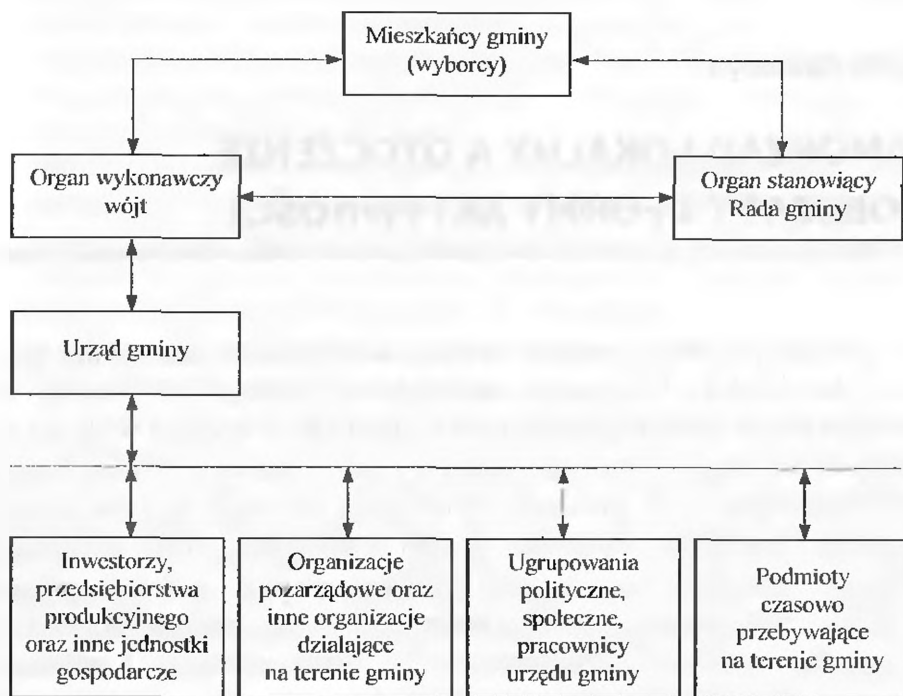 Mieszkańcy gminy
(wyborcy)
Organ wykonawczy
wójt
Organ stanowiący
Rada gminy
Urząd gminy
Inwestorzy,
przedsiębiorstwa
produkcyjnego
oraz inne jednostki
gospodarcze
Organizacje
pozarządowe oraz
inne organizacje
działające
na terenie gminy
Ugrupowania
polityczne,
społeczne,
pracownicy
urzędu gminy
Podmioty
czasowo
przebywające
na terenie gminy